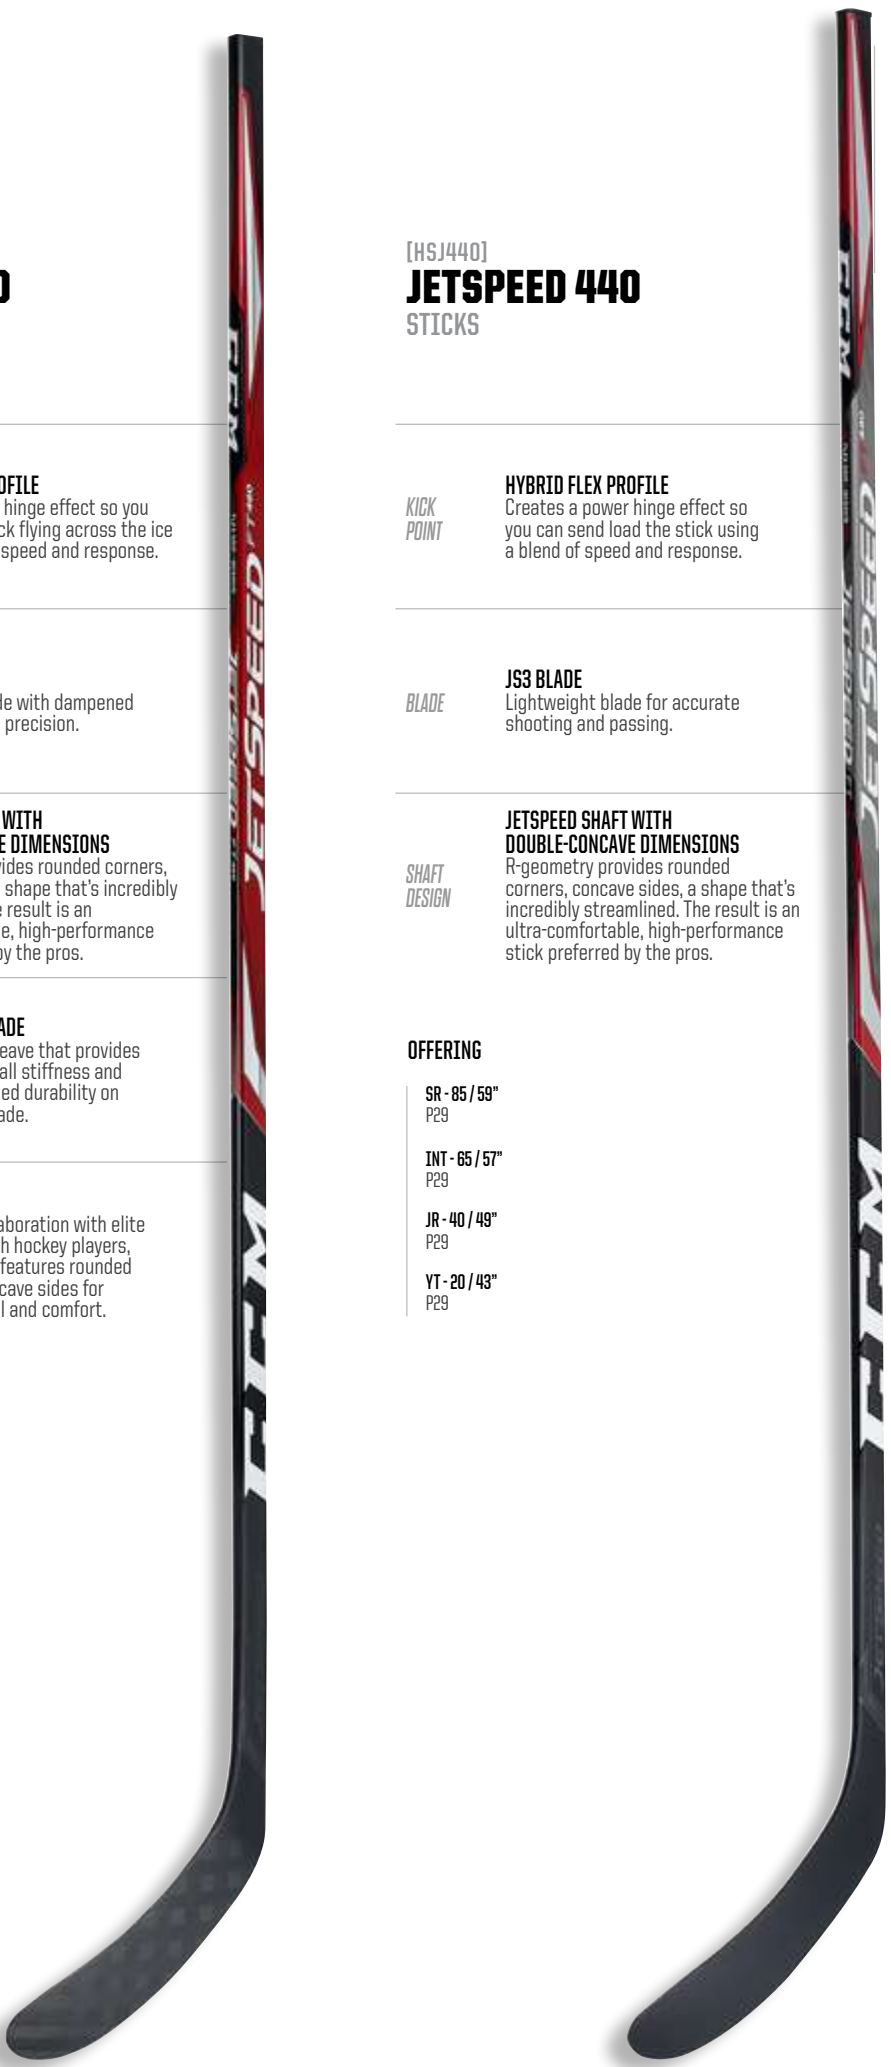 OFILE
hinge effect so you
ck flying across the ice
speed and response.
de with dampened
precision.
WITH
E DIMENSIONS
vides rounded corners,
shape that's incredibly
e result is an
e, high-performance
by the pros.
ADE
eave that provides
all stiffness and
ed durability on
ade.
aboration with elite
h hockey players,
features rounded
cave sides for
l and comfort.
CCM
JETSPEED FT460
JETSPEED
CCM
[HSJ440]
JETSPEED 440
STICKS
KICK
POINT
HYBRID FLEX PROFILE
Creates a power hinge effect so
you can send load the stick using
a blend of speed and response.
BLADE
JS3 BLADE
Lightweight blade for accurate
shooting and passing.
SHAFT
DESIGN
JETSPEED SHAFT WITH
DOUBLE-CONCAVE DIMENSIONS
R-geometry provides rounded
corners, concave sides, a shape that's
incredibly streamlined. The result is an
ultra-comfortable, high-performance
stick preferred by the pros.
OFFERING
SR - 85 / 59”
P29
INT - 65 / 57”
P29
JR - 40 / 49”
P29
YT - 20 / 43”
P29
CCM
JETSPEED
CCM